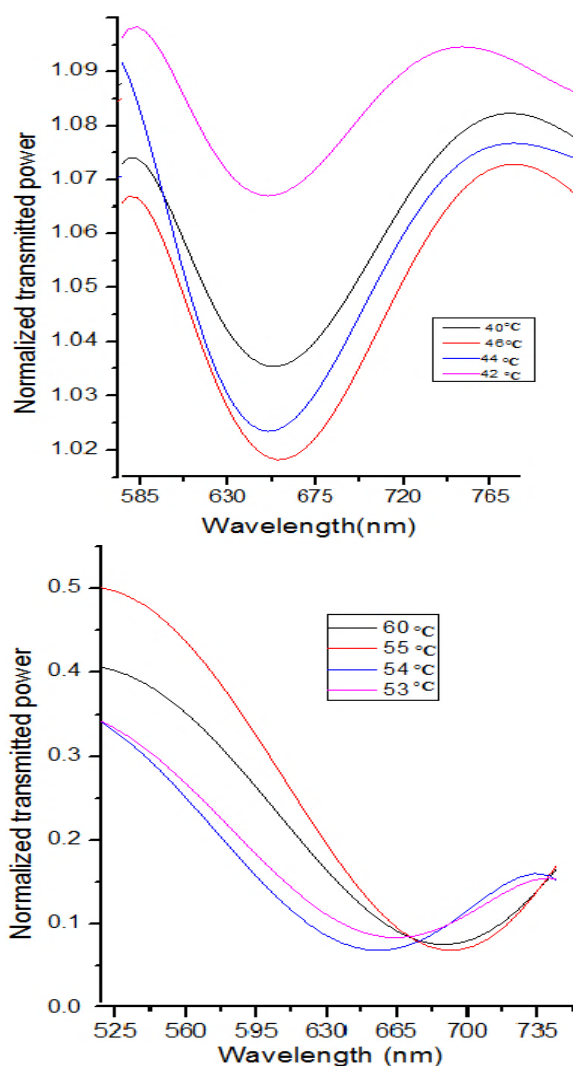 Normalized transmitted power
1.09
1.08
1.07
1.06
1.05
1.04
1.03
1.02
40°C
46°C
44°C
42°C
585 630 675 720 765
Wavelength(nm)
Normalized transmitted power
0.5
0.4
0.3
0.2
0.1
0.0
60°C
55°C
54°C
53°C
525 560 595 630 665 700 735
Wavelength (nm)